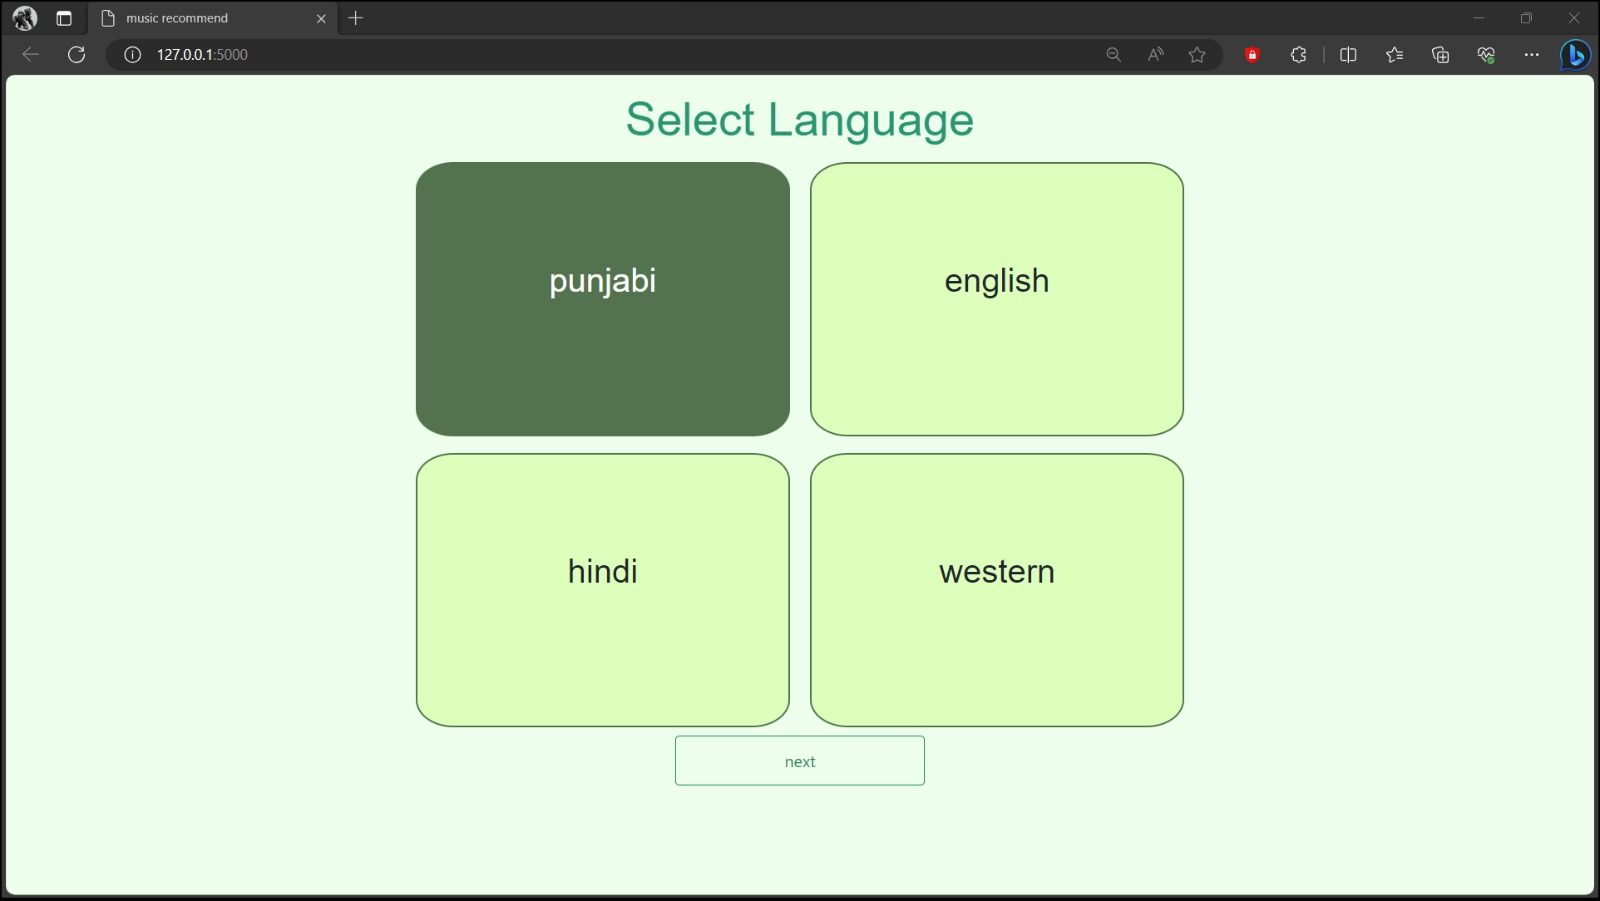 music recommend
127.0.0.1:5000
Select Language
punjabi
english
hindi
western
next